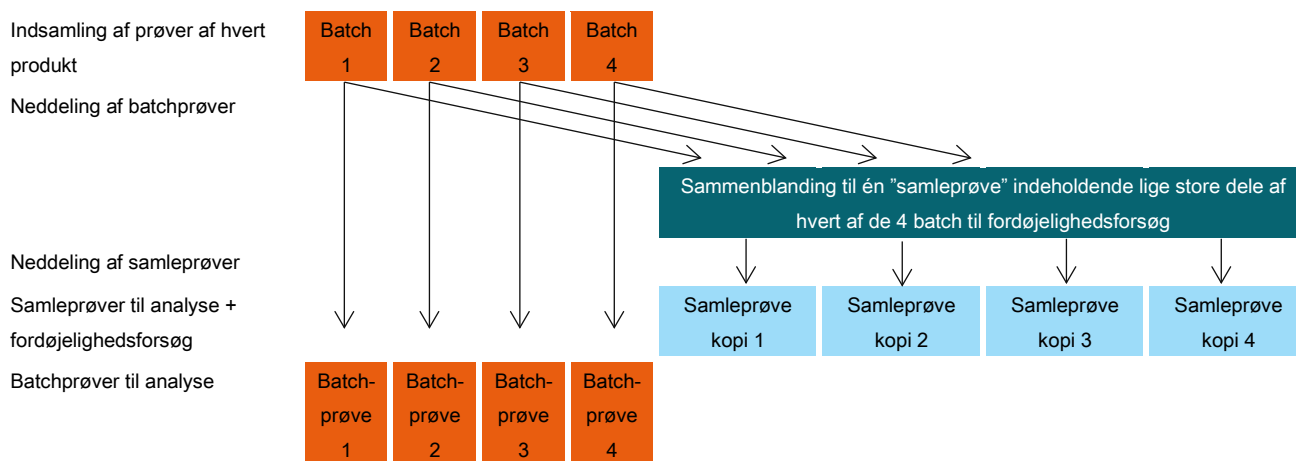 Indsamling af prøver af hvert
produkt
Batch
1
Batch
2
Batch
3
Batch
4
Neddeling af batchprøver
Sammenblanding til én ”samleprøve” indeholdende lige store dele af
hvert af de 4 batch til fordøjelighedsforsøg
Neddeling af samleprøver
Samleprøver til analyse +
fordøjelighedsforsøg
Samleprøve
kopi 1
Samleprøve
kopi 2
Samleprøve
kopi 3
Samleprøve
kopi 4
Batchprøver til analyse
Batch-
prøve
1
Batch-
prøve
2
Batch-
prøve
3
Batch-
prøve
4